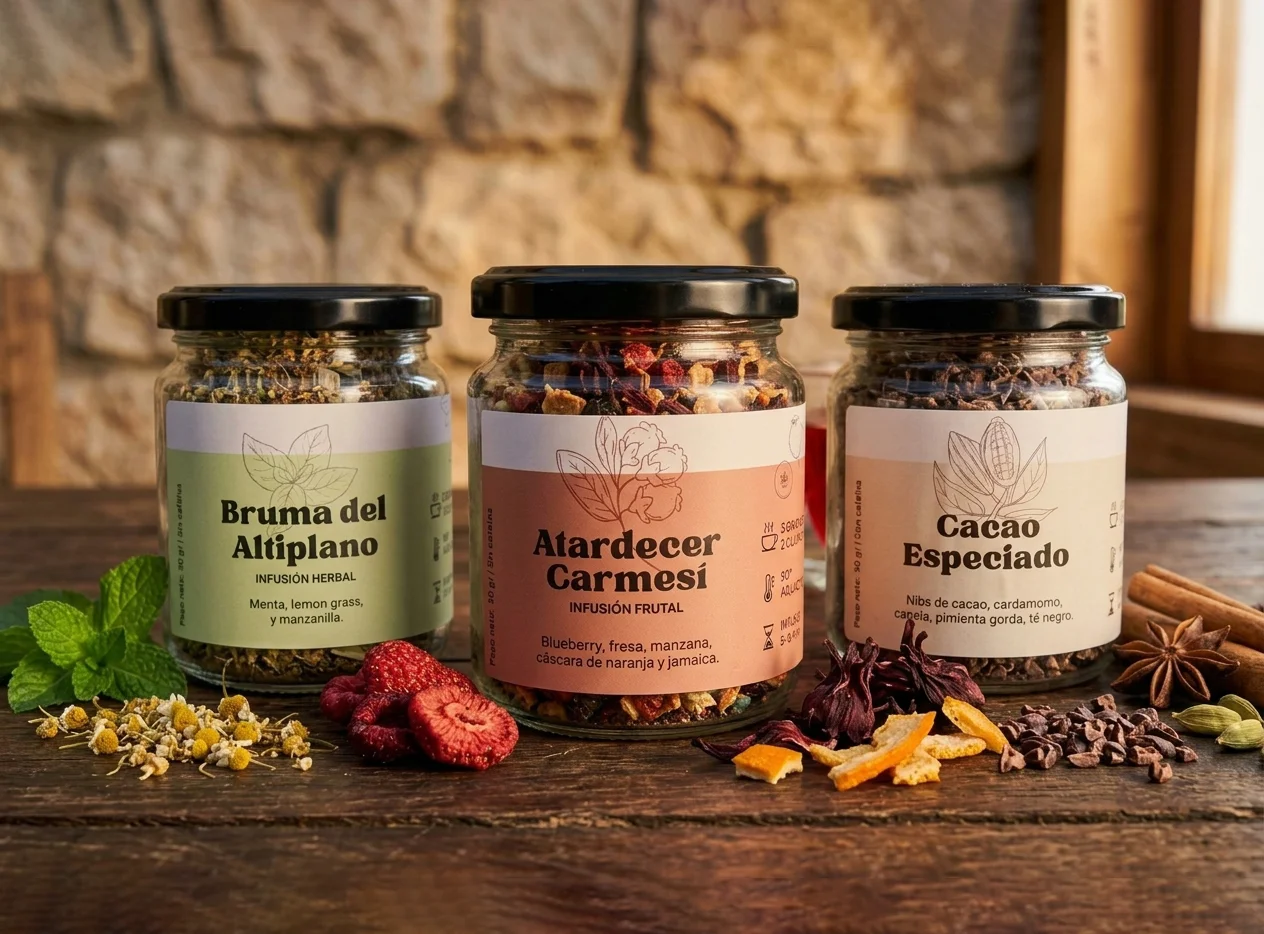 Bruma del
Altiplano
INFUSIÓN HERBAL
Menta, lemon grass,
y manzanilla.
Atardecer
Carmesí
INFUSIÓN FRUTAL
Blueberry, fresa, manzana,
cáscara de naranja y jamaica.
90°
Cacao
Especiado
Nibs de cacao, cardamomo,
canela, pimienta gorda, té negro.